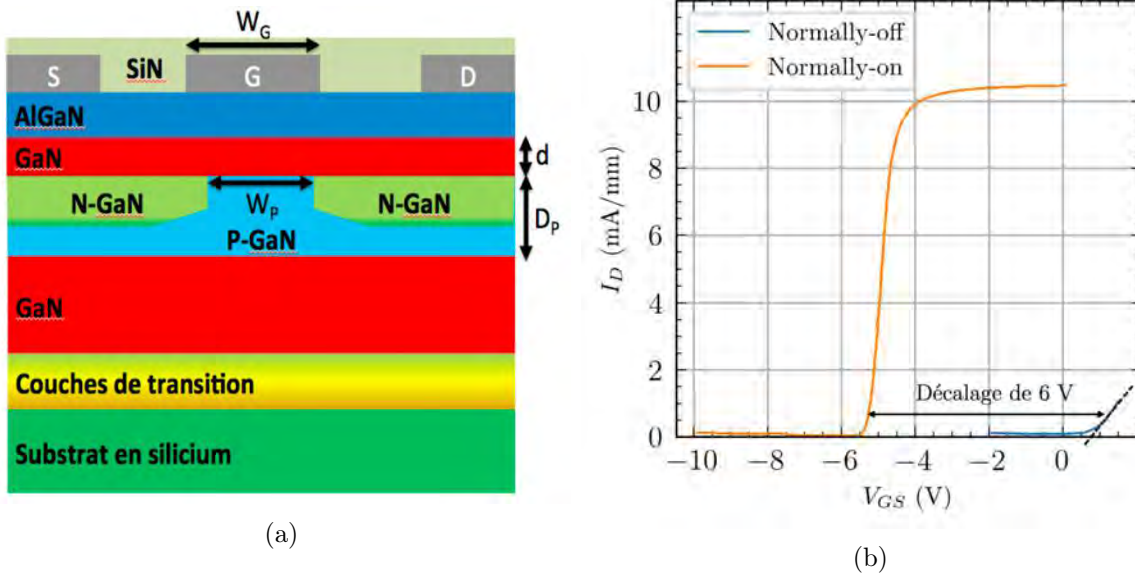 W_G
S
SiN
G
D
AlGaN
GaN
d
N-GaN
W_P
N-GaN
D_P
P-GaN
GaN
Couches de transition
Substrat en silicium
(a)
Normally-off
Normally-on
10
8
6
4
2
0
I_D (mA/mm)
Décalage de 6 V
−10 −8 −6 −4 −2 0
V_GS (V)
(b)